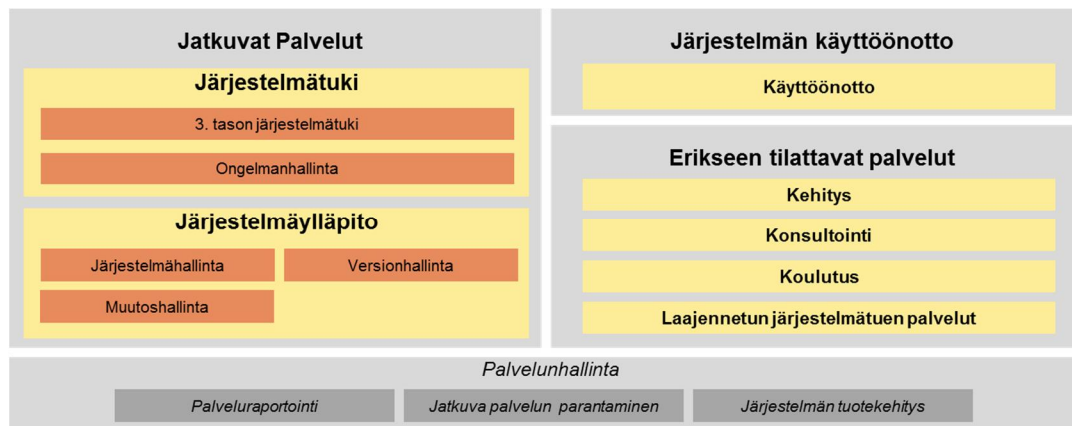 Jatkuvat Palvelut
Järjestelmätuki
3. tason järjestelmätuki
Ongelmanhallinta
Järjestelmäylläpito
Järjestelmähallinta
Versionhallinta
Muutoshallinta
Järjestelmän käyttöönotto
Käyttöönotto
Erikseen tilattavat palvelut
Kehitys
Konsultointi
Koulutus
Laajennetun järjestelmätuen palvelut
Palvelunhallinta
Palveluraportointi
Jatkuva palvelun parantaminen
Järjestelmän tuotekehitys